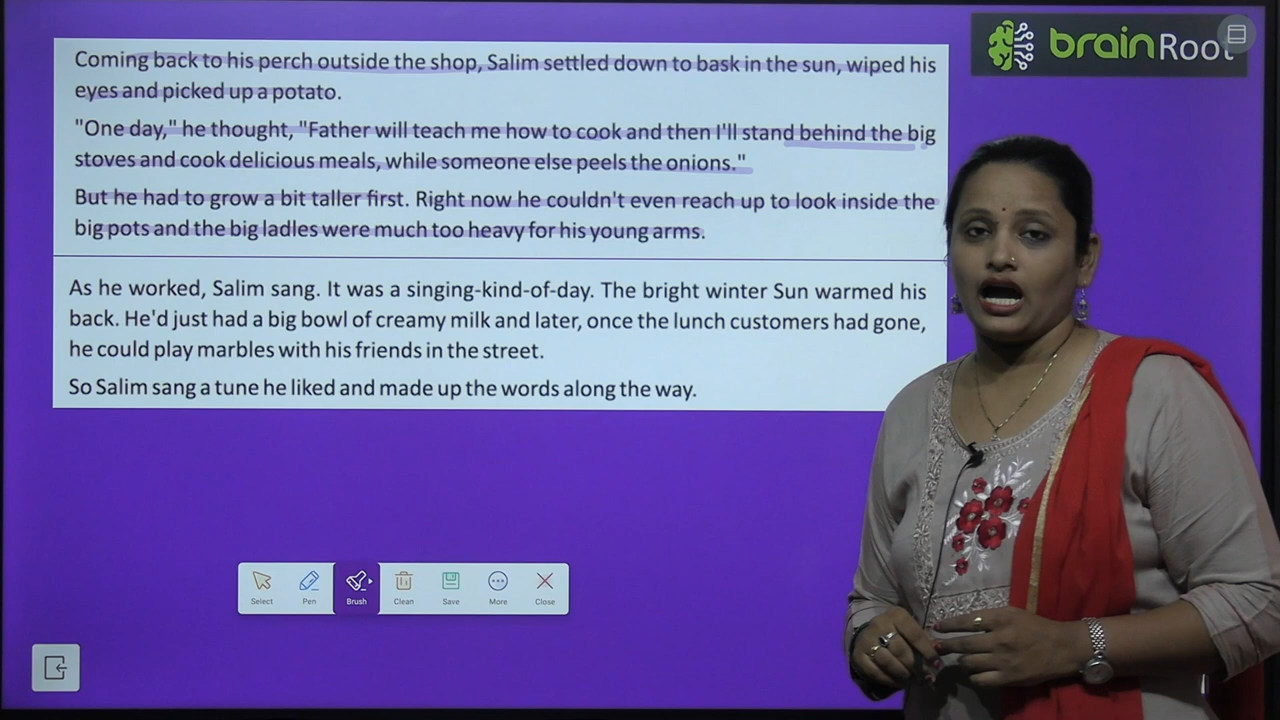 brainRoot
Coming back to his perch outside the shop, Salim settled down to bask in the sun, wiped his
eyes and picked up a potato.
"One day," he thought, "Father will teach me how to cook and then I'll stand behind the big
stoves and cook delicious meals, while someone else peels the onions."
But he had to grow a bit taller first. Right now he couldn't even reach up to look inside the
big pots and the big ladles were much too heavy for his young arms.
As he worked, Salim sang. It was a singing-kind-of-day. The bright winter Sun warmed his
back. He'd just had a big bowl of creamy milk and later, once the lunch customers had gone,
he could play marbles with his friends in the street.
So Salim sang a tune he liked and made up the words along the way.
Select Pen Brush Clean Save More Close